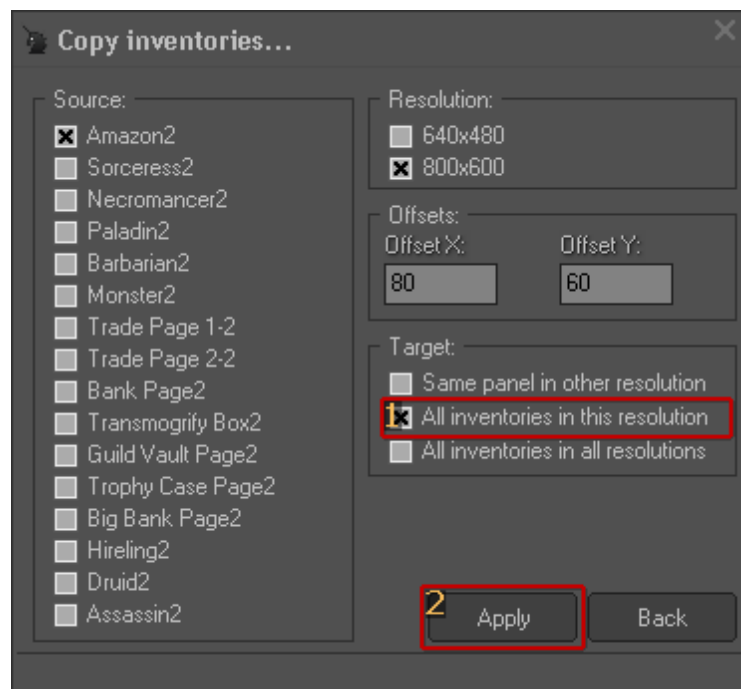 Copy inventories...
Source:
Amazon2
Sorceress2
Necromancer2
Paladin2
Barbarian2
Monster2
Trade Page 1-2
Trade Page 2-2
Bank Page2
Transmogrify Box2
Guild Vault Page2
Trophy Case Page2
Big Bank Page2
Hireling2
Druid2
Assassin2
Resolution:
640x480
800x600
Offsets:
Offset X: Offset Y:
80 60
Target:
Same panel in other resolution
1 All inventories in this resolution
All inventories in all resolutions
2 Apply Back